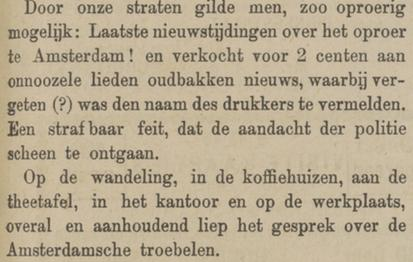 Door onze straten gilde men, zoo oproerig
mogelijk: Laatste nieuwstijdingen over het oproer
te Amsterdam! en verkocht voor 2 centen aan
onnoozele lieden oudbakken nieuws, waarbij ver-
geten (?) was den naam des drukkers te vermelden.
Een strafbaar feit, dat de aandacht der politie
scheen te ontgaan.
Op de wandeling, in de koffiehuizen, aan de
theetafel, in het kantoor en op de werkplaats,
overal en aanhoudend liep het gesprek over de
Amsterdamsche troebelen.